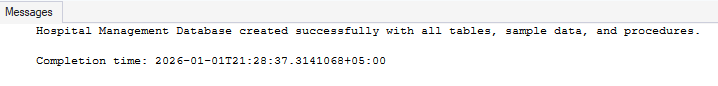 Messages
Hospital Management Database created successfully with all tables, sample data, and procedures.
Completion time: 2026-01-01T21:28:37.3141068+05:00